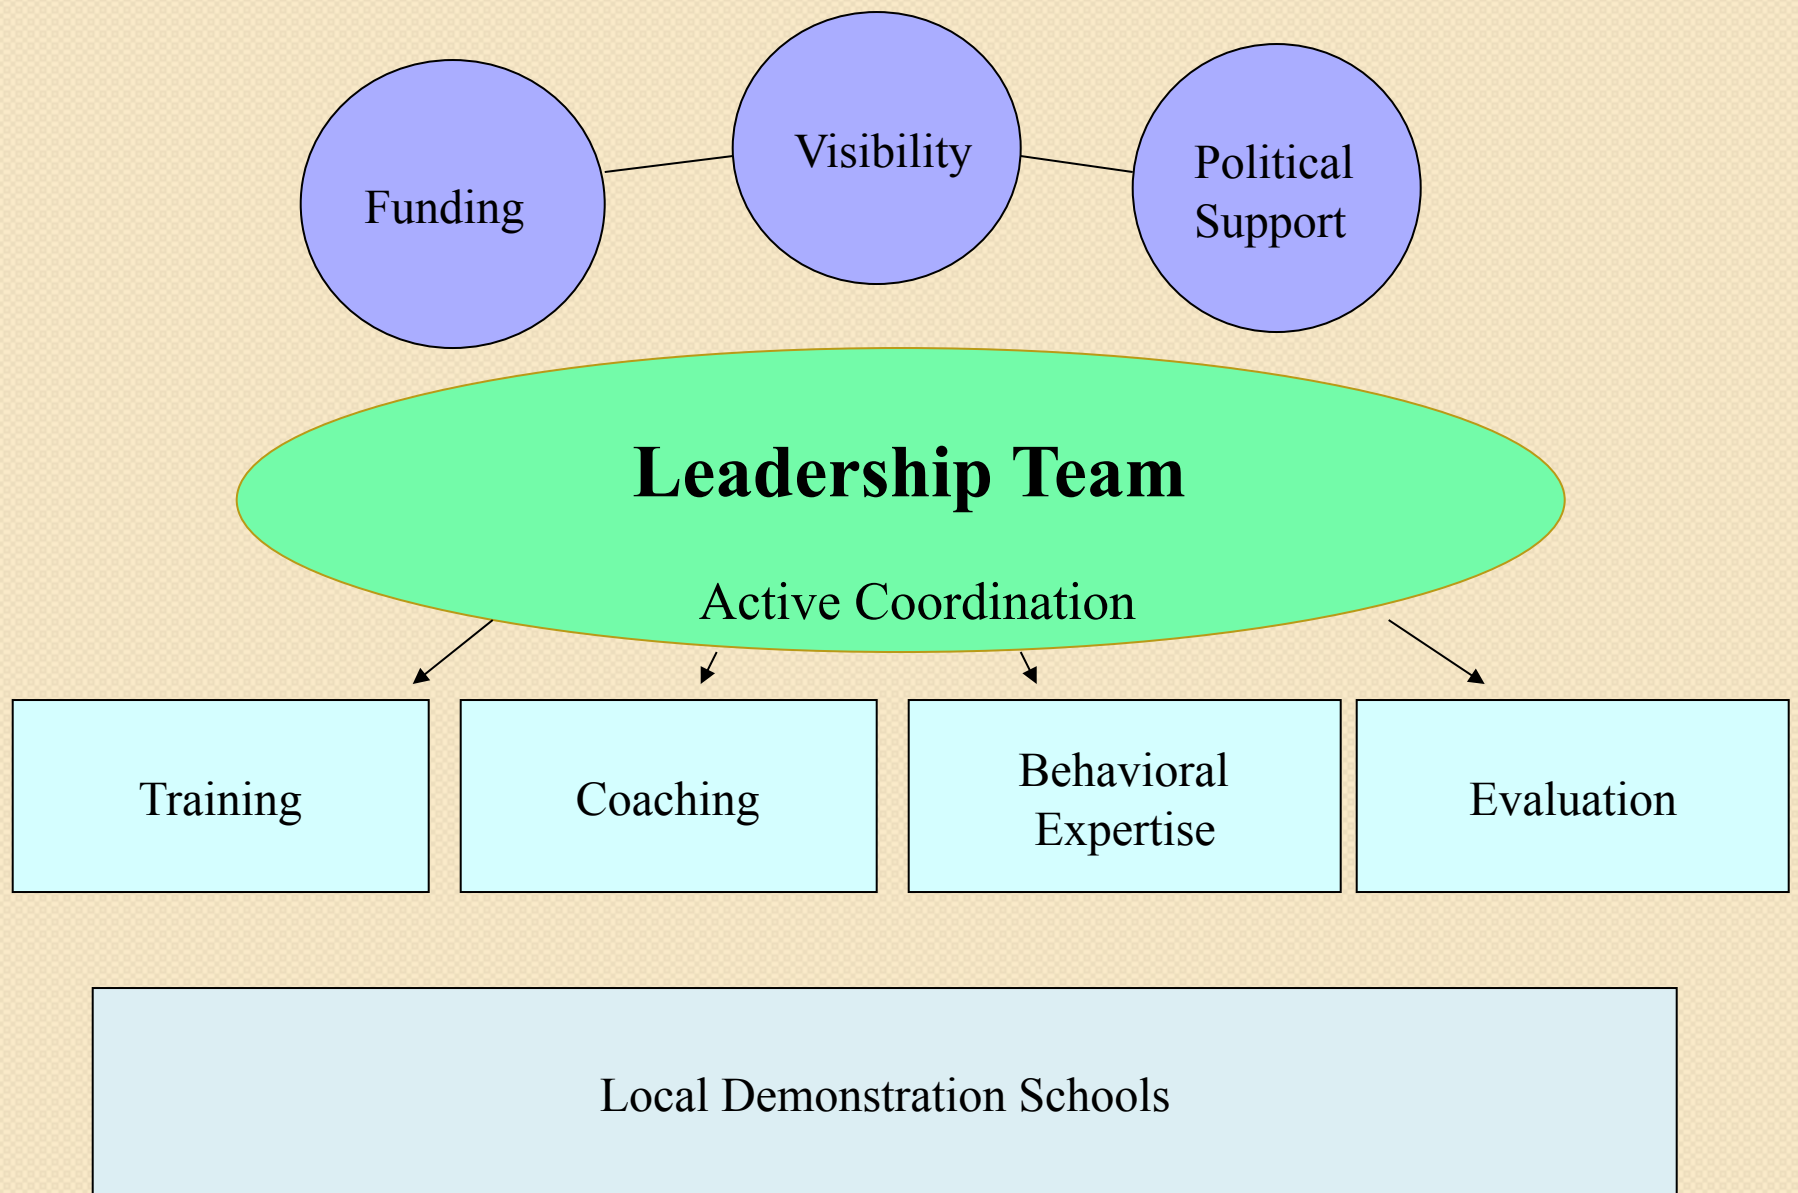 Funding
Visibility
Political
Support
Leadership Team
Active Coordination
Training
Coaching
Behavioral
Expertise
Evaluation
Local Demonstration Schools